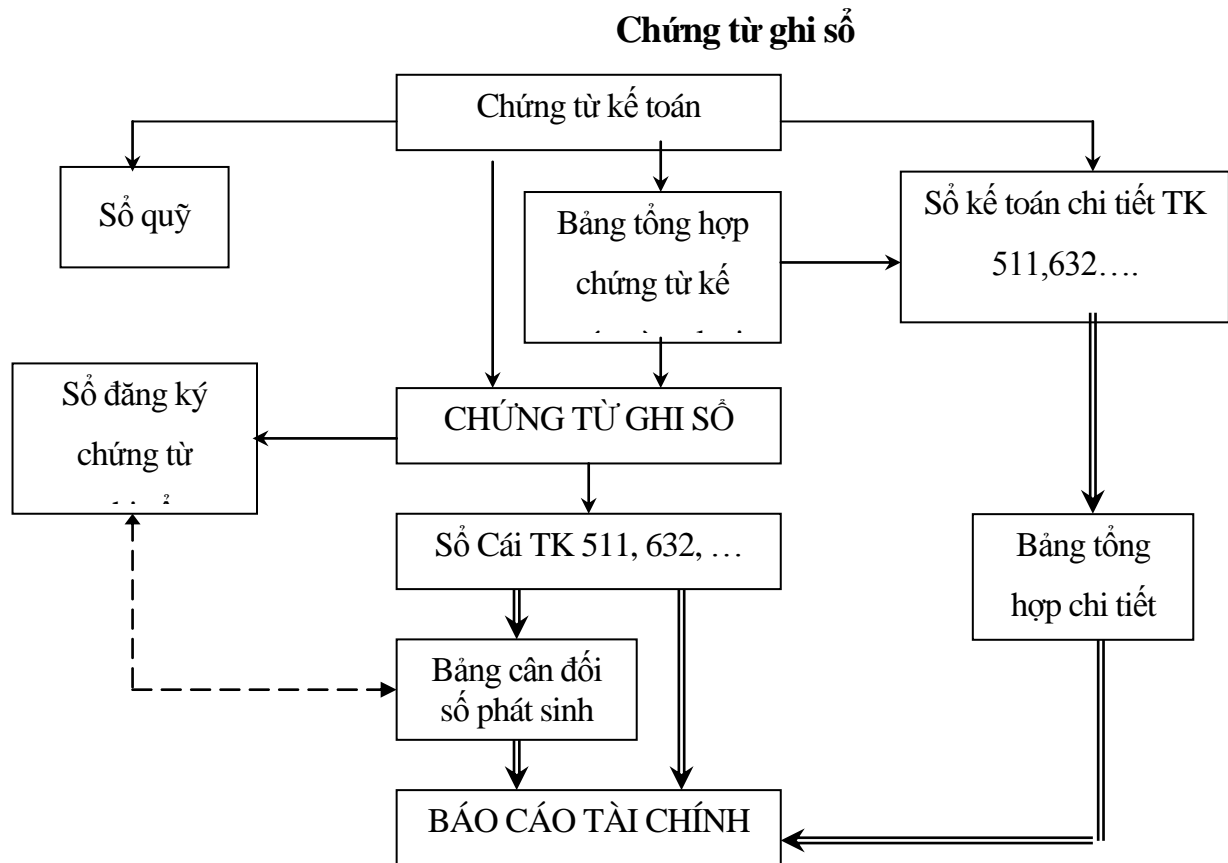 Chứng từ ghi sổ
Chứng từ kế toán
Sổ quỹ
Bảng tổng hợp
chứng từ kế
Sổ kế toán chi tiết TK
511,632….
Sổ đăng ký
chứng từ
CHỨNG TỪ GHI SỔ
Sổ Cái TK 511, 632, …
Bảng tổng
hợp chi tiết
Bảng cân đối
số phát sinh
BÁO CÁO TÀI CHÍNH